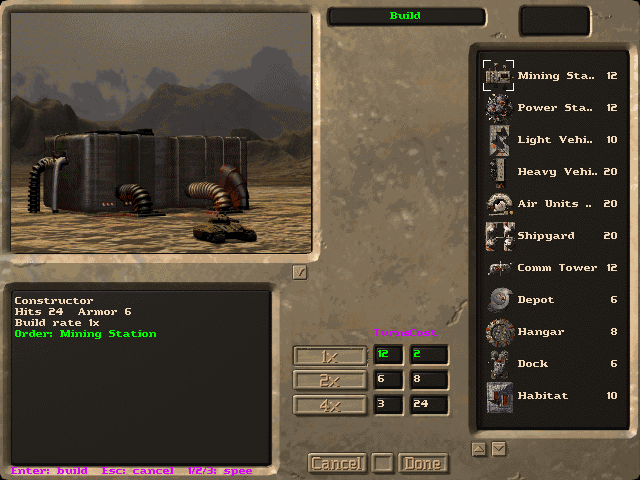 Build
Mining Sta.. 12
Power Sta.. 12
Light Vehi.. 10
Heavy Vehi.. 20
Air Units .. 20
Shipyard 20
Comm Tower 12
Depot 6
Hangar 8
Dock 6
Habitat 10
Constructor
Hits 24 Armor 6
Build rate 1x
Order: Mining Station
1x 12 2
2x 6 8
4x 3 24
Cancel Done
Enter: build Esc: cancel 1/2/3: spee